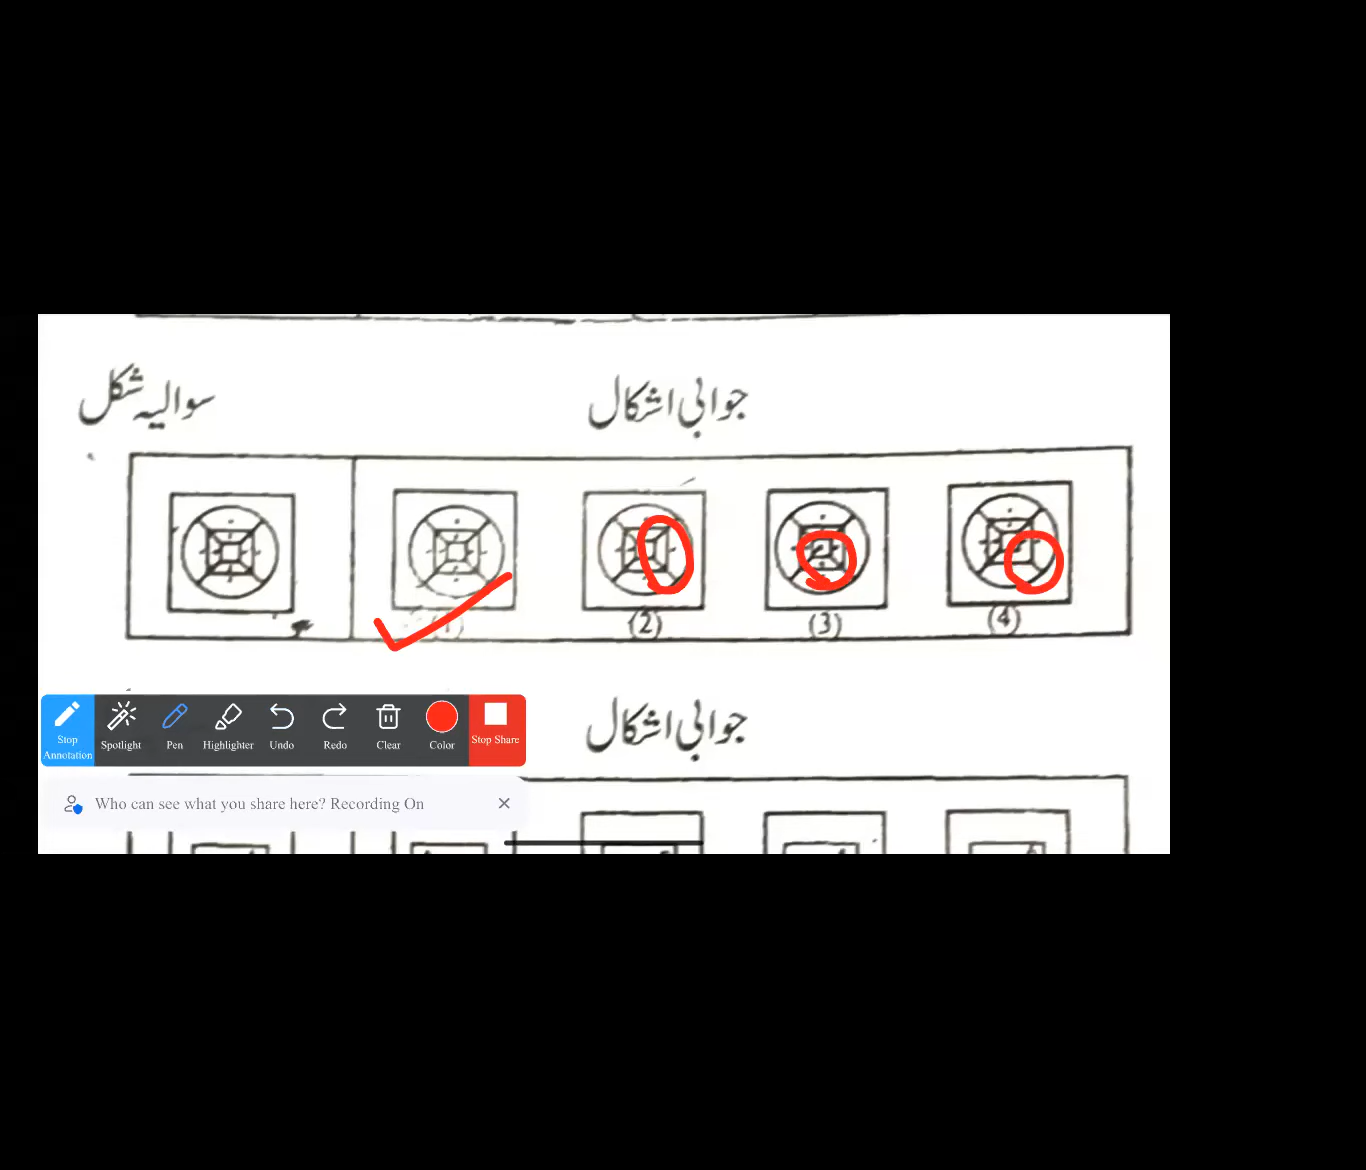 سوالیہ شکل
جوابی اشکال
(1) (2) (3) (4)
جوابی اشکال
Stop Annotation
Spotlight
Pen
Highlighter
Undo
Redo
Clear
Color
Stop Share
Who can see what you share here? Recording On